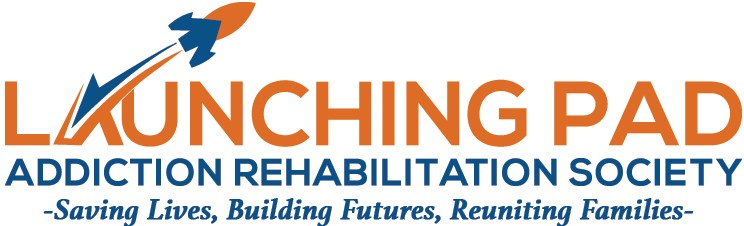 LAUNCHING PAD
ADDICTION REHABILITATION SOCIETY
-Saving Lives, Building Futures, Reuniting Families-